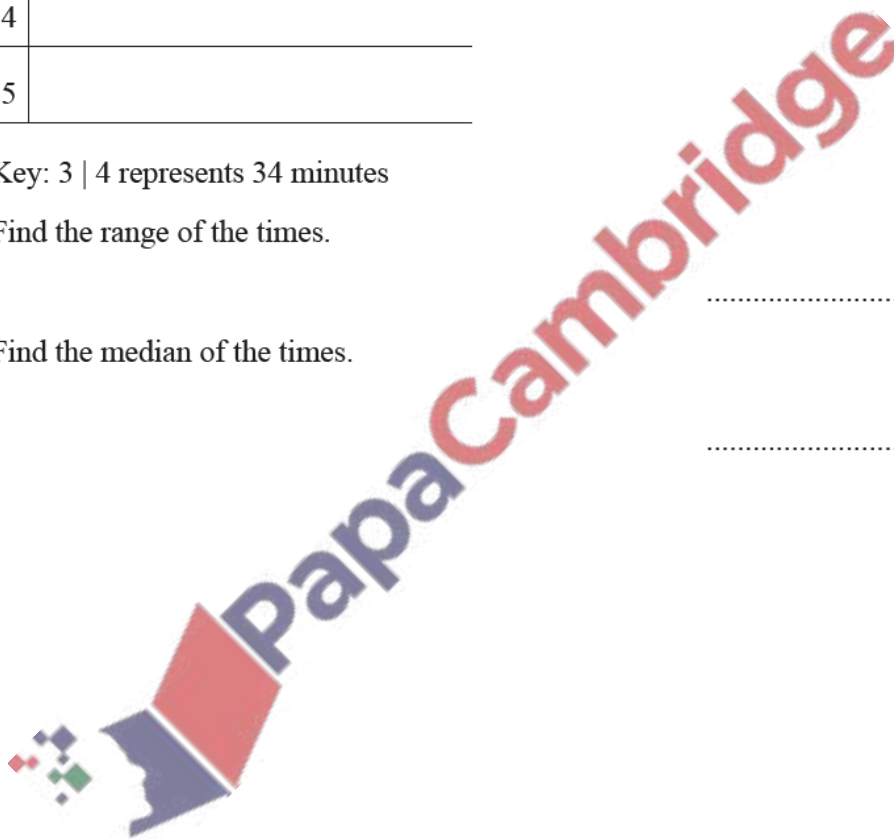 4
5
Key: 3 | 4 represents 34 minutes
Find the range of the times.
Find the median of the times.
PapaCambridge